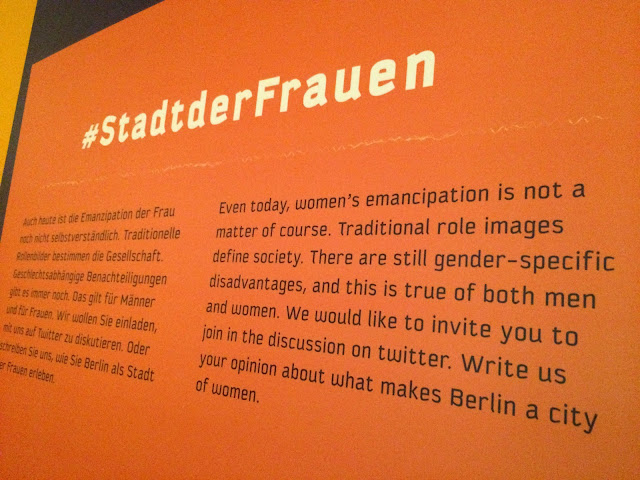 #StadtderFrauen
Auch heute ist die Emanzipation der Frau
noch nicht selbstverständlich. Traditionelle
Rollenbilder bestimmen die Gesellschaft.
Geschlechtsabhängige Benachteiligungen
gibt es immer noch. Das gilt für Männer
und für Frauen. Wir wollen Sie einladen,
mit uns auf Twitter zu diskutieren. Oder
schreiben Sie uns, wie Sie Berlin als Stadt
der Frauen erleben.
Even today, women's emancipation is not a
matter of course. Traditional role images
define society. There are still gender-specific
disadvantages, and this is true of both men
and women. We would like to invite you to
join in the discussion on twitter. Write us
your opinion about what makes Berlin a city
of women.